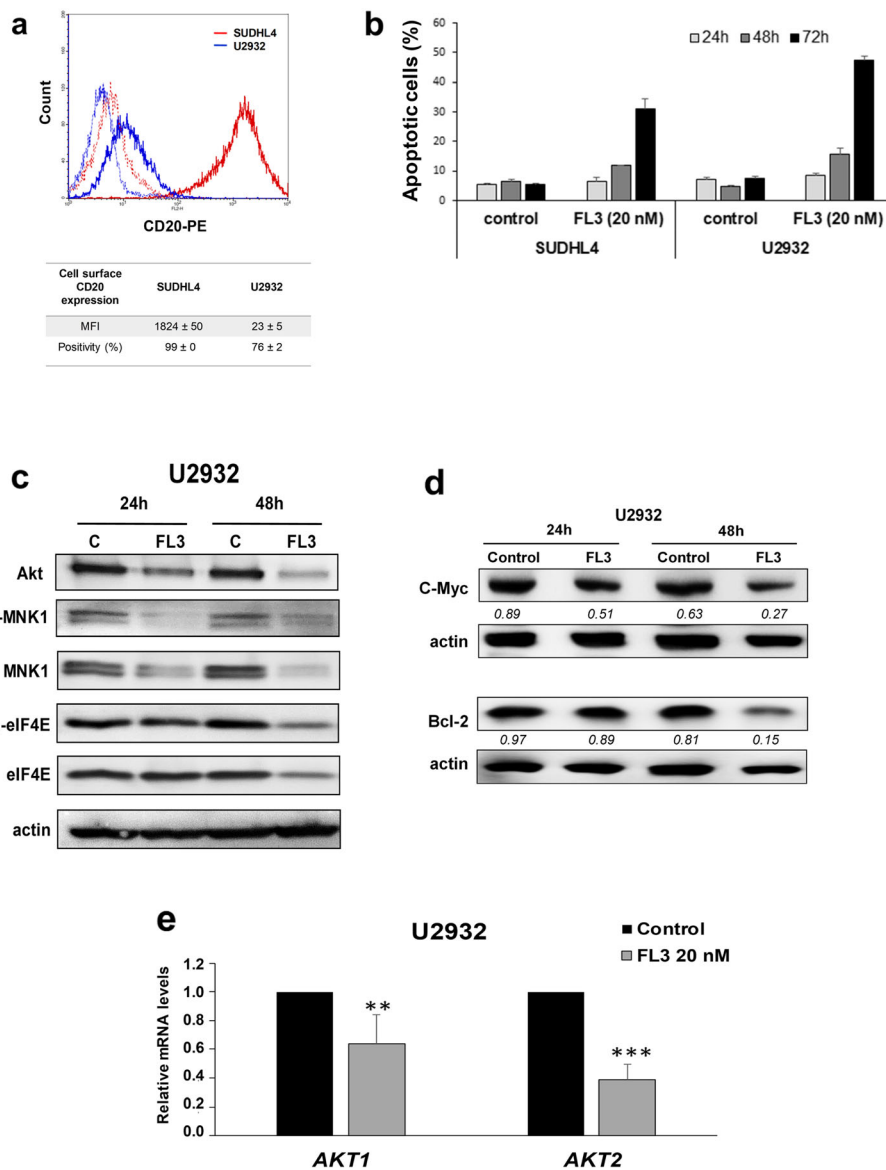 a
SUDHL4
U2932
Count
CD20-PE
Cell surface
CD20
expression
SUDHL4
U2932
MFI
1824 ± 50
23 ± 5
Positivity (%)
99 ± 0
76 ± 2
b
Apoptotic cells (%)
60
50
40
30
20
10
0
24h
48h
72h
control
FL3 (20 nM)
control
FL3 (20 nM)
SUDHL4
U2932
c
U2932
24h
48h
C
FL3
C
FL3
Akt
-MNK1
MNK1
-eIF4E
eIF4E
actin
d
U2932
24h
48h
Control
FL3
Control
FL3
C-Myc
0.89
0.51
0.63
0.27
actin
Bcl-2
0.97
0.89
0.81
0.15
actin
e
U2932
Control
FL3 20 nM
Relative mRNA levels
1.2
1.0
0.8
0.6
0.4
0.2
0.0
**
***
AKT1
AKT2